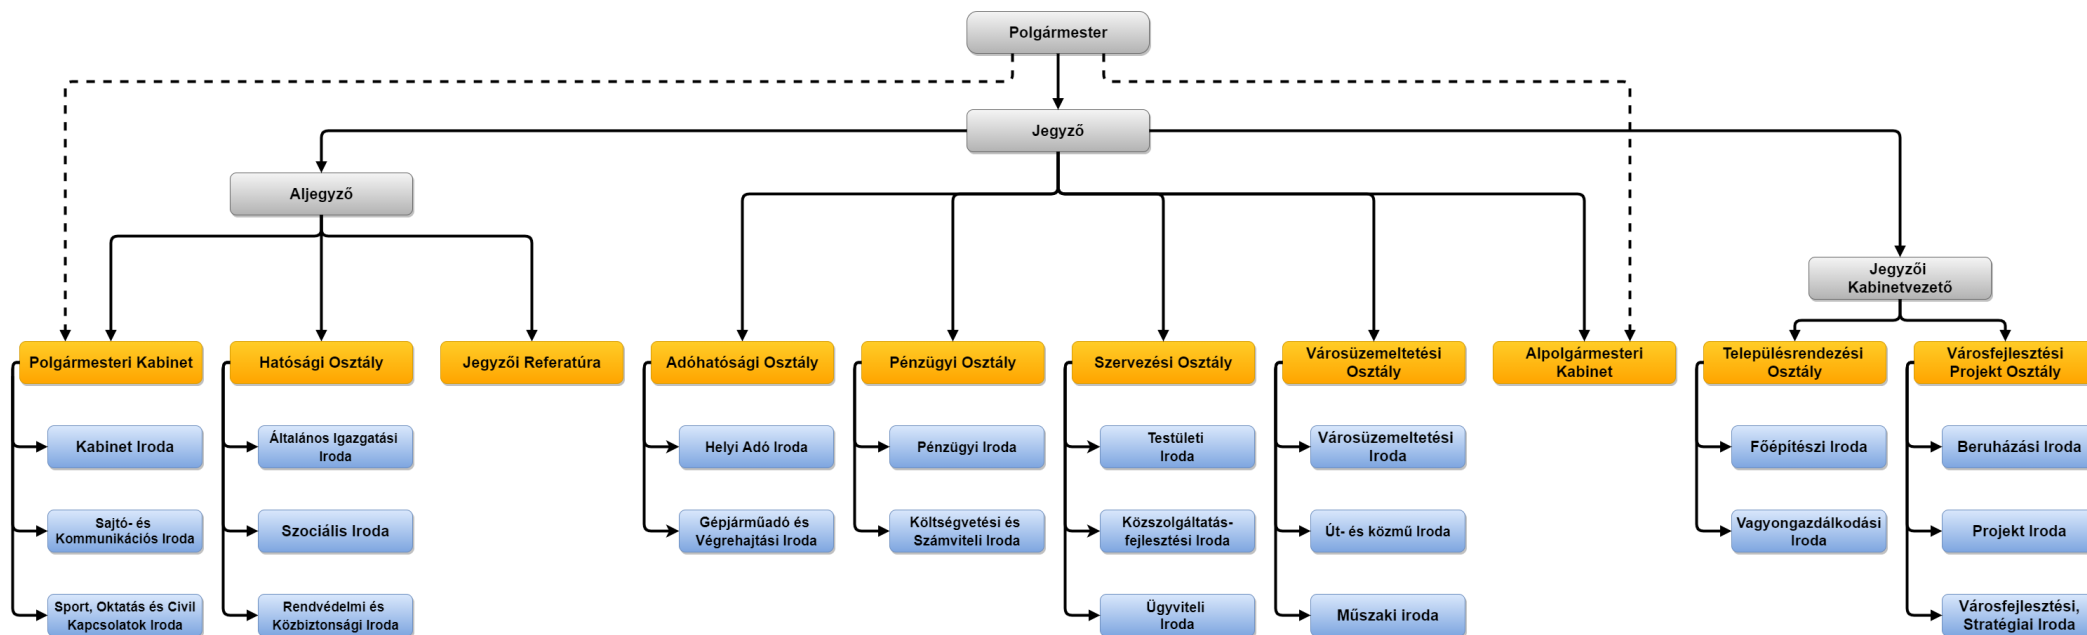 Polgármester
Jegyző
Aljegyző
Jegyzői
Kabinetvezető
Polgármesteri Kabinet
Hatósági Osztály
Jegyzői Referatúra
Adóhatósági Osztály
Pénzügyi Osztály
Szervezési Osztály
Városüzemeltetési
Osztály
Alpolgármesteri
Kabinet
Településrendezési
Osztály
Városfejlesztési
Projekt Osztály
Kabinet Iroda
Általános Igazgatási
Iroda
Helyi Adó Iroda
Pénzügyi Iroda
Testületi
Iroda
Városüzemeltetési
Iroda
Főépítészi Iroda
Beruházási Iroda
Sajtó- és
Kommunikációs Iroda
Szociális Iroda
Gépjárműadó és
Végrehajtási Iroda
Költségvetési és
Számviteli Iroda
Közszolgáltatás-
fejlesztési Iroda
Út- és közmű Iroda
Vagyongazdálkodási
Iroda
Projekt Iroda
Sport, Oktatás és Civil
Kapcsolatok Iroda
Rendvédelmi és
Közbiztonsági Iroda
Ügyviteli
Iroda
Műszaki iroda
Városfejlesztési,
Stratégiai Iroda